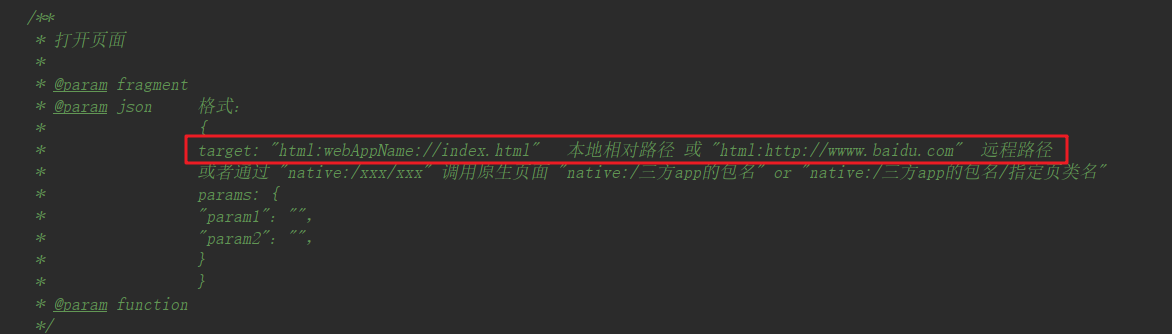 /**
* 打开页面
*
* @param fragment
* @param json 格式:
* {
* target: "html:webAppName://index.html" 本地相对路径 或 "html:http://wwww.baidu.com" 远程路径
* 或者通过 "native:/xxx/xxx" 调用原生页面 "native:/三方app的包名" or "native:/三方app的包名/指定页类名"
* params: {
* "param1": "",
* "param2": "",
* }
* }
* @param function
*/